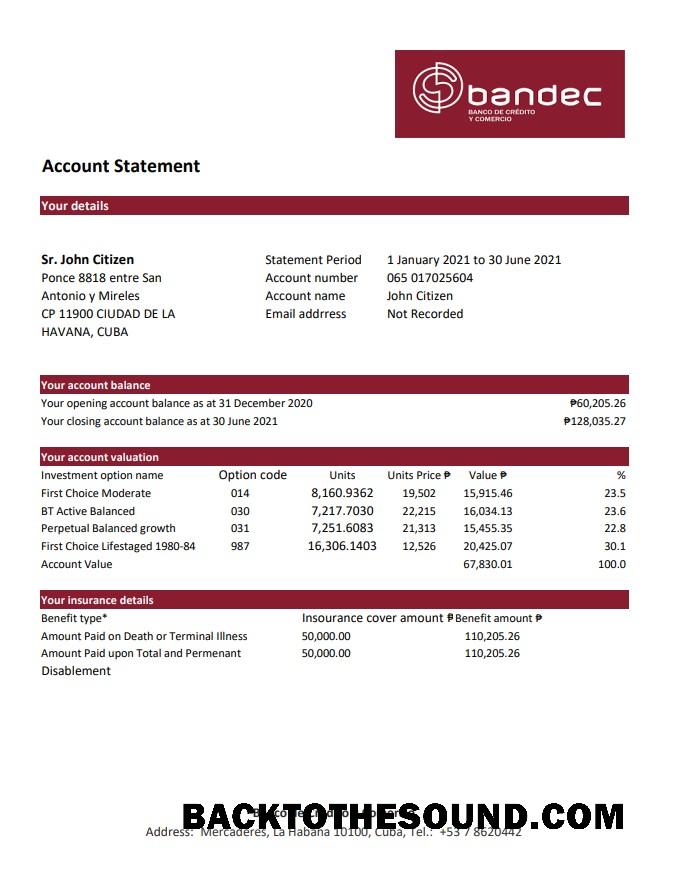 bandec
BANCO DE CRÉDITO
Y COMERCIO
Account Statement
Your details
Sr. John Citizen Statement Period 1 January 2021 to 30 June 2021
Ponce 8818 entre San Account number 065 017025604
Antonio y Mireles Account name John Citizen
CP 11900 CIUDAD DE LA Email addrress Not Recorded
HAVANA, CUBA
Your account balance
Your opening account balance as at 31 December 2020 ₱60,205.26
Your closing account balance as at 30 June 2021 ₱128,035.27
Your account valuation
Investment option name Option code Units Units Price ₱ Value ₱ %
First Choice Moderate 014 8,160.9362 19,502 15,915.46 23.5
BT Active Balanced 030 7,217.7030 22,215 16,034.13 23.6
Perpetual Balanced growth 031 7,251.6083 21,313 15,455.35 22.8
First Choice Lifestaged 1980-84 987 16,306.1403 12,526 20,425.07 30.1
Account Value 67,830.01 100.0
Your insurance details
Benefit type* Insourance cover amount ₱ Benefit amount ₱
Amount Paid on Death or Terminal Illness 50,000.00 110,205.26
Amount Paid upon Total and Permenant 50,000.00 110,205.26
Disablement
BACKTOTHESOUND.COM
Address: Mercaderes, La Habana 10100, Cuba, Tel.: +53 7 8620442